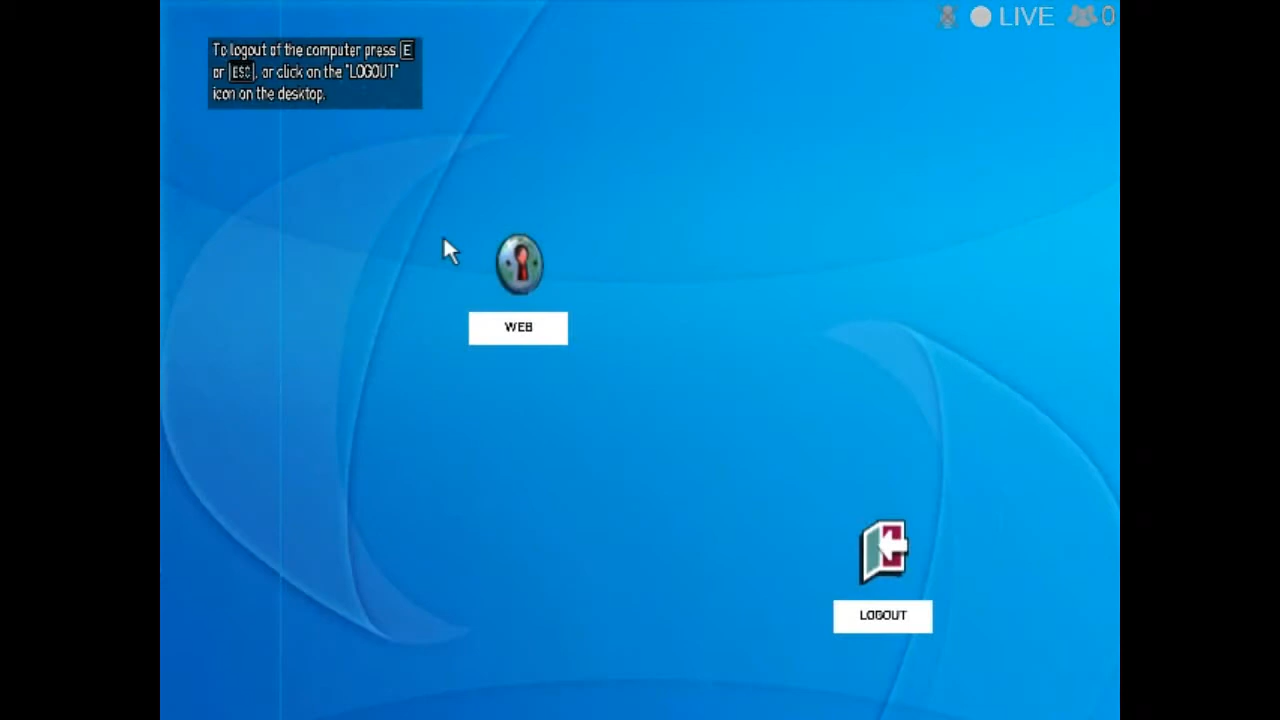 LIVE 0
To logout of the computer press E
or ESC, or click on the "LOGOUT"
icon on the desktop.
WEB
LOGOUT